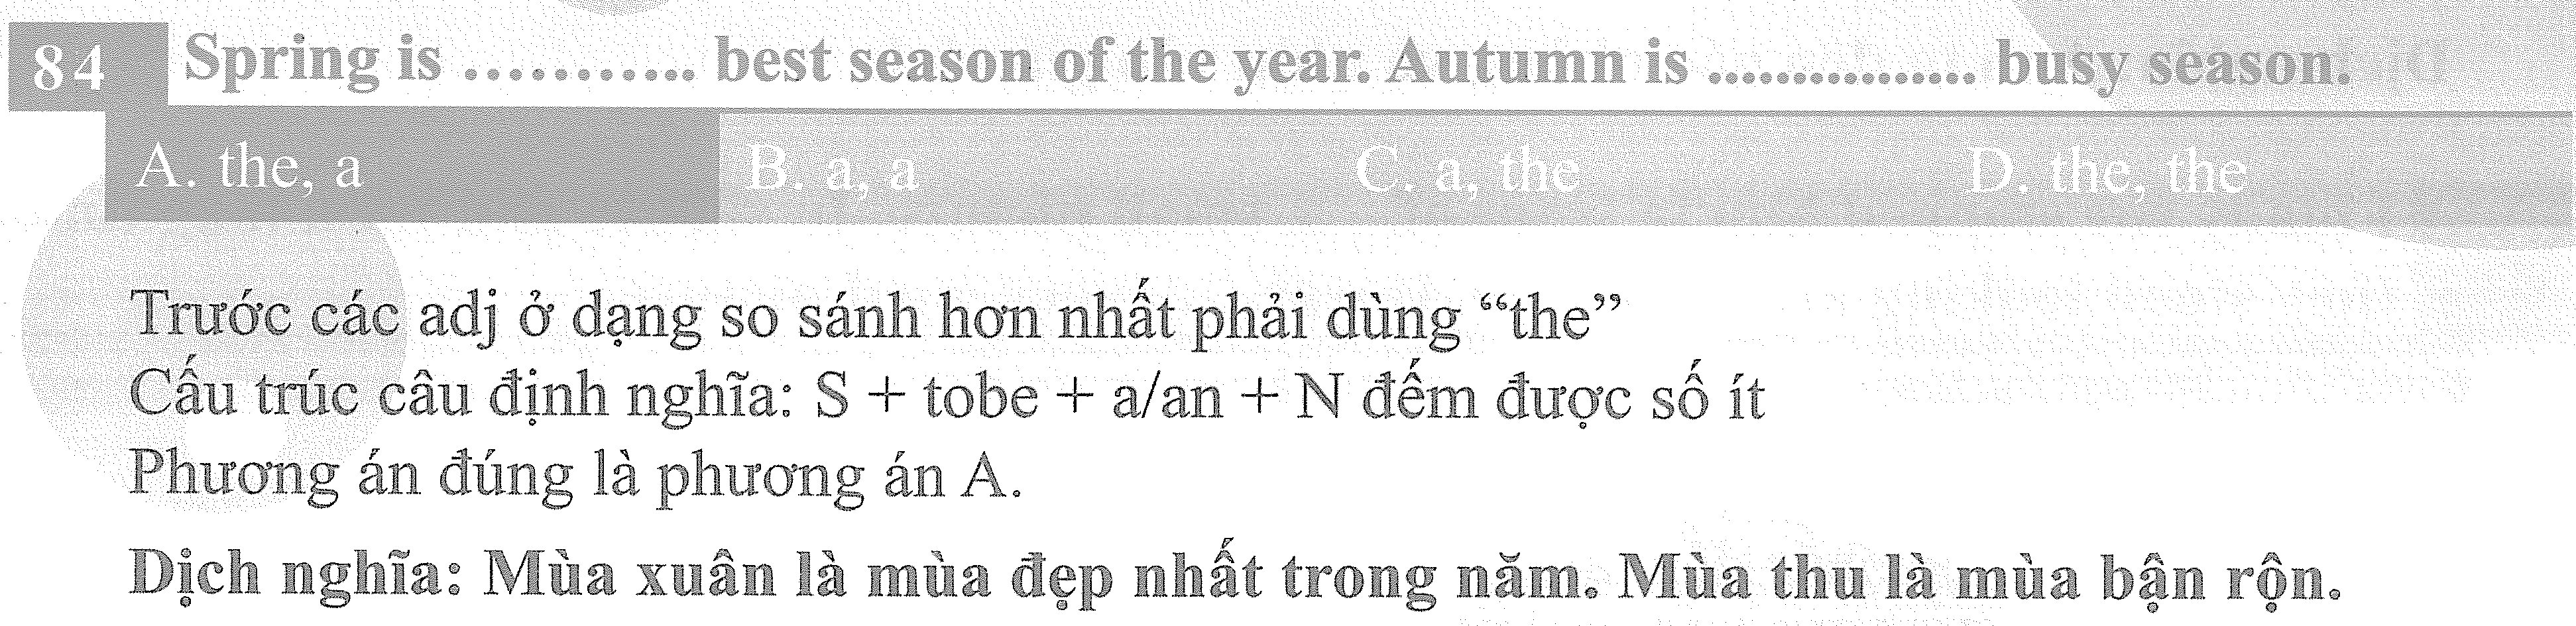 84 Spring is ........... best season of the year. Autumn is ............... busy season.
A. the, a B. a, a C. a, the D. the, the
Trước các adj ở dạng so sánh hơn nhất phải dùng “the”
Cấu trúc câu định nghĩa: S + tobe + a/an + N đếm được số ít
Phương án đúng là phương án A.
Dịch nghĩa: Mùa xuân là mùa đẹp nhất trong năm. Mùa thu là mùa bận rộn.